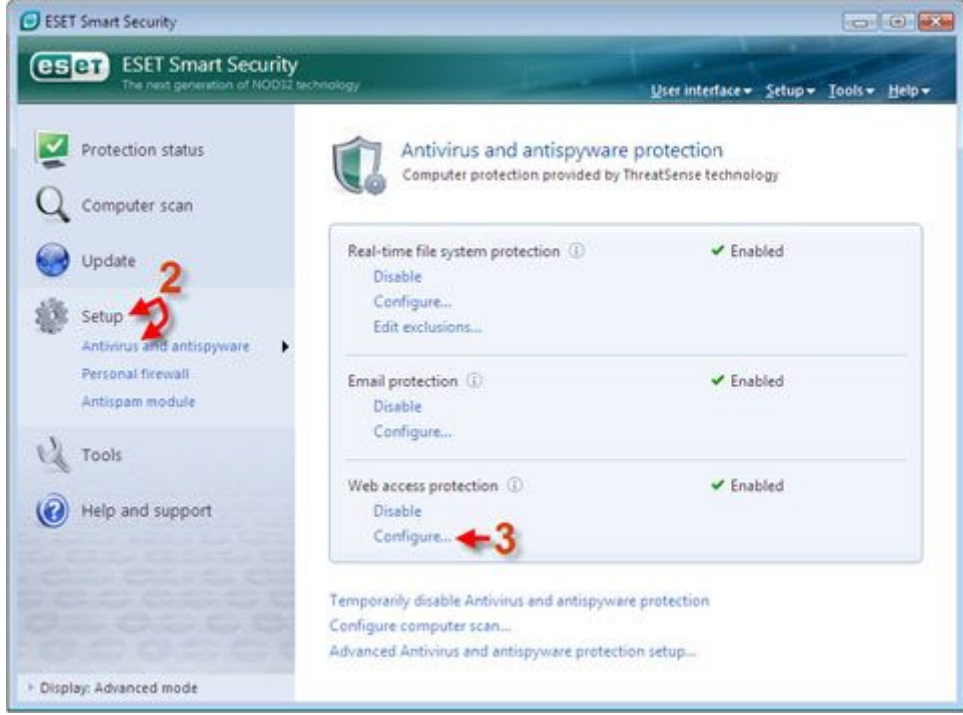 ESET Smart Security
eset ESET Smart Security
The next generation of NOD32 technology
User interface Setup Tools Help
Protection status
Computer scan
Update
2
Setup
Antivirus and antispyware
Personal firewall
Antispam module
Tools
Help and support
Display: Advanced mode
Antivirus and antispyware protection
Computer protection provided by ThreatSense technology
Real-time file system protection Enabled
Disable
Configure...
Edit exclusions...
Email protection Enabled
Disable
Configure...
Web access protection Enabled
Disable
Configure... 3
Temporarily disable Antivirus and antispyware protection
Configure computer scan...
Advanced Antivirus and antispyware protection setup...